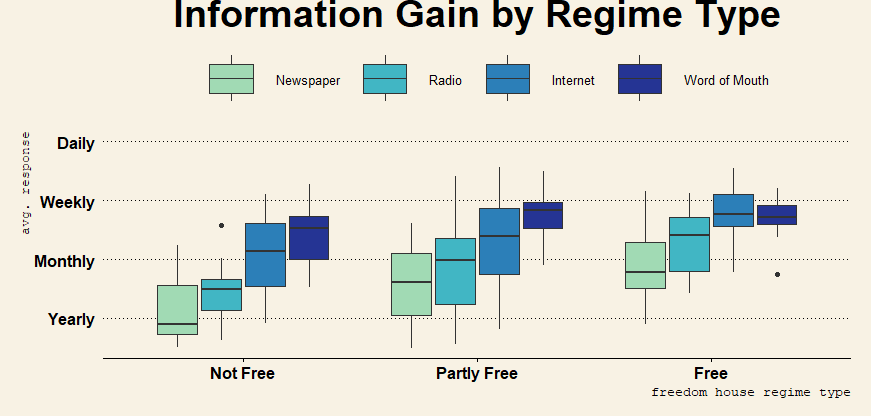 Information Gain by Regime Type
Newspaper
Radio
Internet
Word of Mouth
avg. response
Daily
Weekly
Monthly
Yearly
Not Free
Partly Free
Free
freedom house regime type